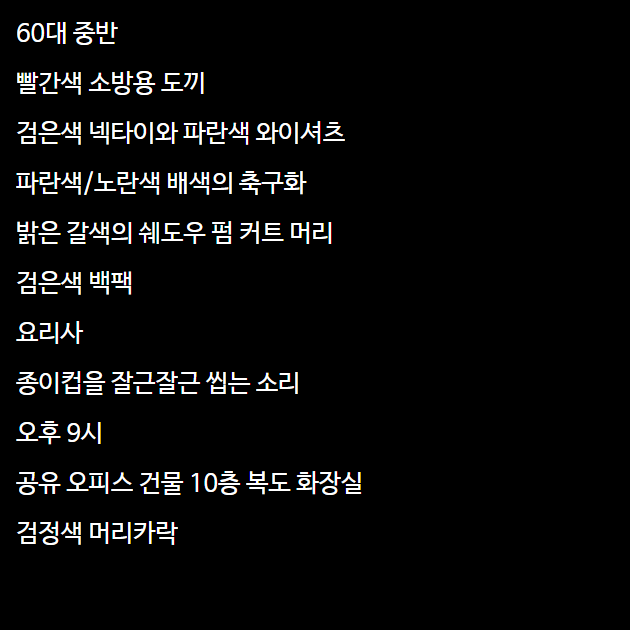 60대 중반
빨간색 소방용 도끼
검은색 넥타이와 파란색 와이셔츠
파란색/노란색 배색의 축구화
밝은 갈색의 쉐도우 펌 커트 머리
검은색 백팩
요리사
종이컵을 잘근잘근 씹는 소리
오후 9시
공유 오피스 건물 10층 복도 화장실
검정색 머리카락